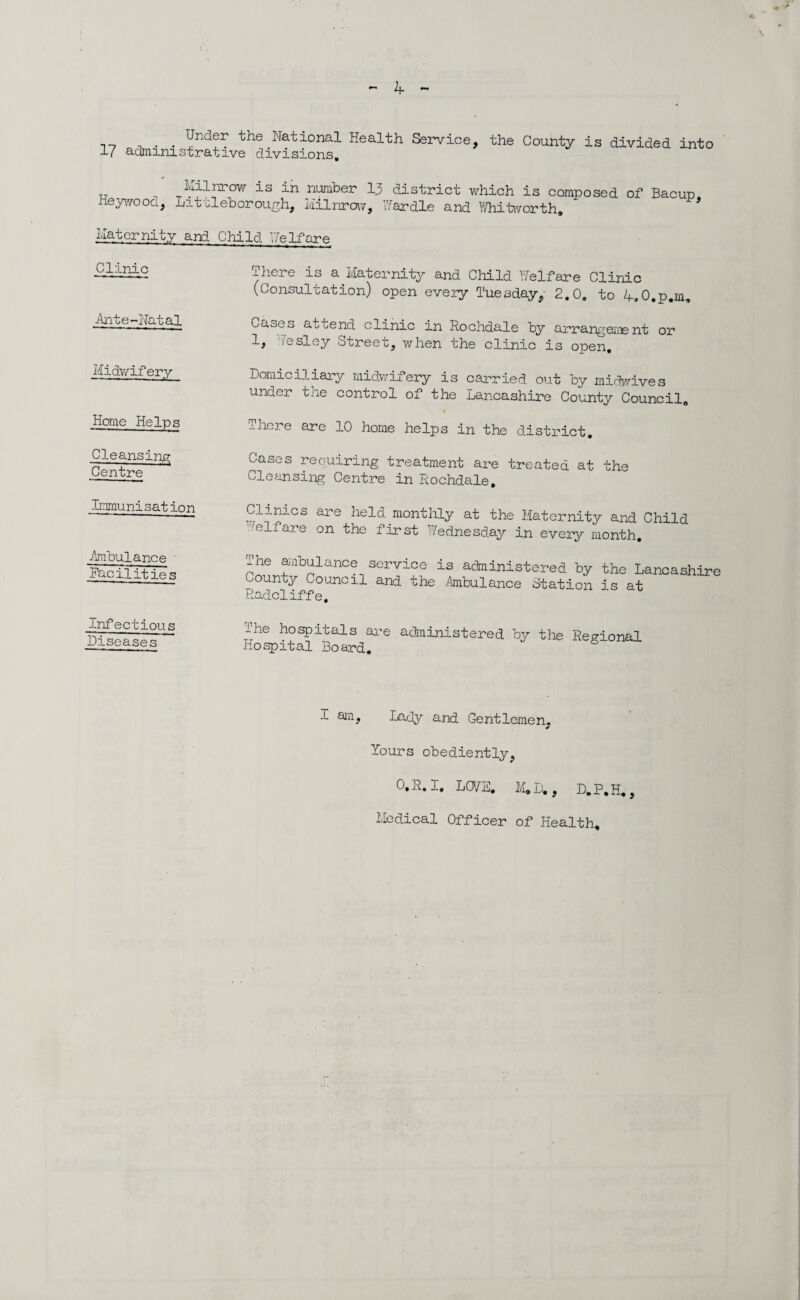 - 4 -
Under the National Health Service, the County is divided into
17 administrative divisions.
Milnrow is in number 13 district which is composed of Bacup,
Heywood, Littleborough, Milnrow, Wardle and Whitworth.
Maternity and Child Welfare
Clinic There is a Maternity and Child Welfare Clinic
(Consultation) open every Tuesday, 2.0. to 4.0.p.m.
Ante-Natal Cases attend clinic in Rochdale by arrangement or
1, Wesley Street, when the clinic is open.
Midwifery Domiciliary midwifery is carried out by midwives
under the control of the Lancashire County Council.
Home Helps There are 10 home helps in the district.
Cleansing Cases requiring treatment are treated at the
Centre Cleansing Centre in Rochdale.
Immunisation Clinics are held monthly at the Maternity and Child
Welfare on the first Wednesday in every month.
Ambulance The ambulance service is administered by the Lancashire
Facilities County Council and the Ambulance Station is at
Radcliffe.
Infectious The hospitals are administered by the Regional
Diseases Hospital Board.
I am, Lady and Gentlemen,
Yours obediently,
O.R.I. LOVE. M.D., D.P.H.,
Medical Officer of Health.